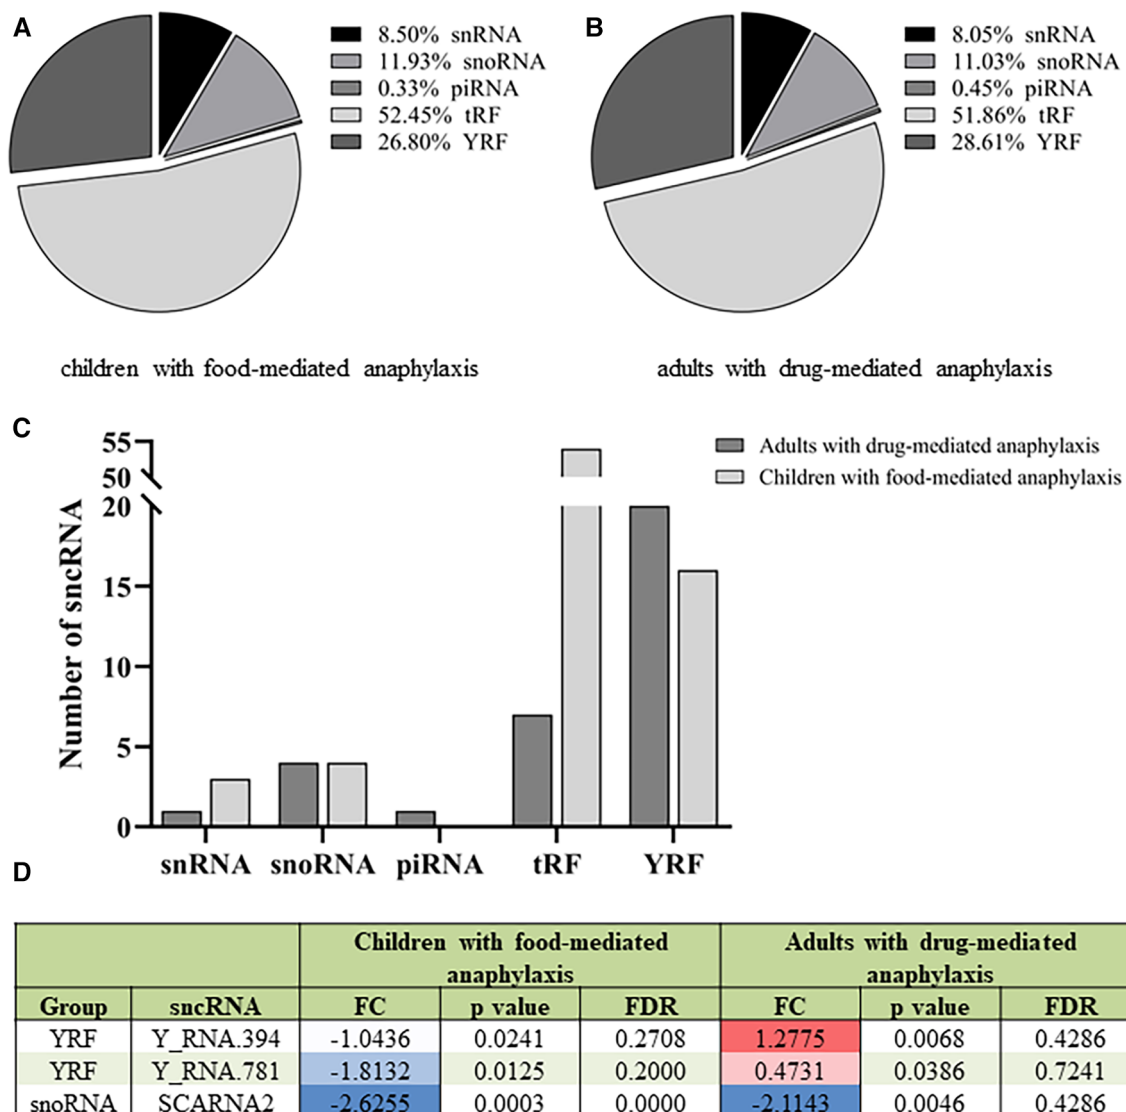 A
8.50% snRNA
11.93% snoRNA
0.33% piRNA
52.45% tRF
26.80% YRF
children with food-mediated anaphylaxis
B
8.05% snRNA
11.03% snoRNA
0.45% piRNA
51.86% tRF
28.61% YRF
adults with drug-mediated anaphylaxis
C
Adults with drug-mediated anaphylaxis
Children with food-mediated anaphylaxis
Number of sncRNA
55
50
20
15
10
5
0
snRNA snoRNA piRNA tRF YRF
D
Children with food-mediated anaphylaxis Adults with drug-mediated anaphylaxis
Group sncRNA FC p value FDR FC p value FDR
YRF Y_RNA.394 -1.0436 0.0241 0.2708 1.2775 0.0068 0.4286
YRF Y_RNA.781 -1.8132 0.0125 0.2000 0.4731 0.0386 0.7241
snoRNA SCARNA2 -2.6255 0.0003 0.0000 -2.1143 0.0046 0.4286